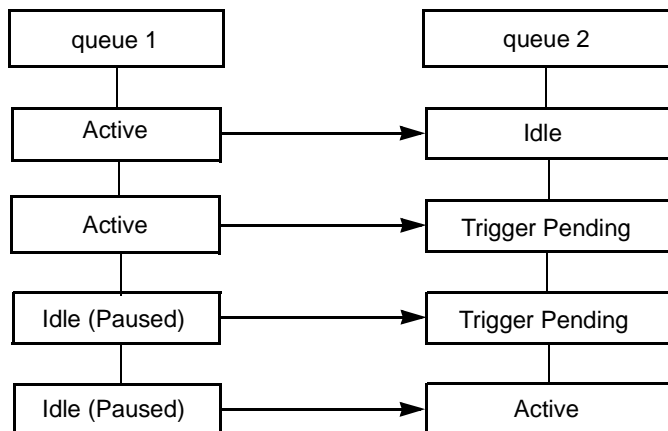 queue 1
queue 2
Active
Idle
Active
Trigger Pending
Idle (Paused)
Trigger Pending
Idle (Paused)
Active